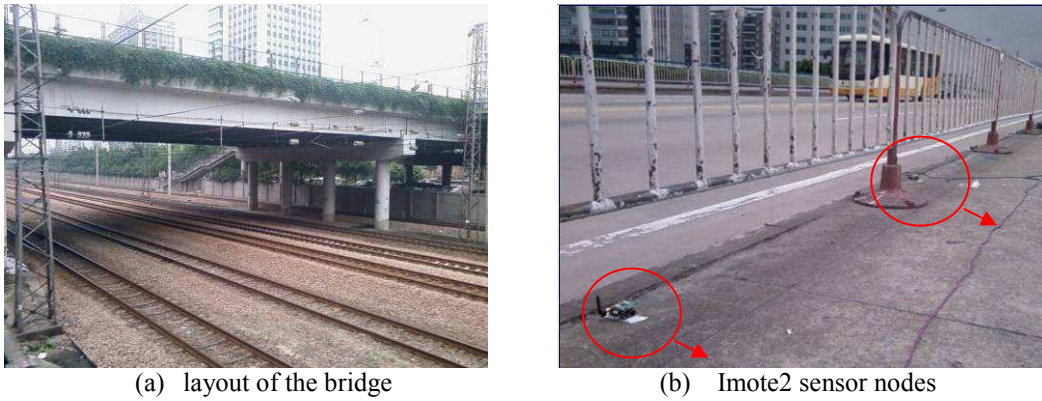 (a) layout of the bridge
(b) Imote2 sensor nodes